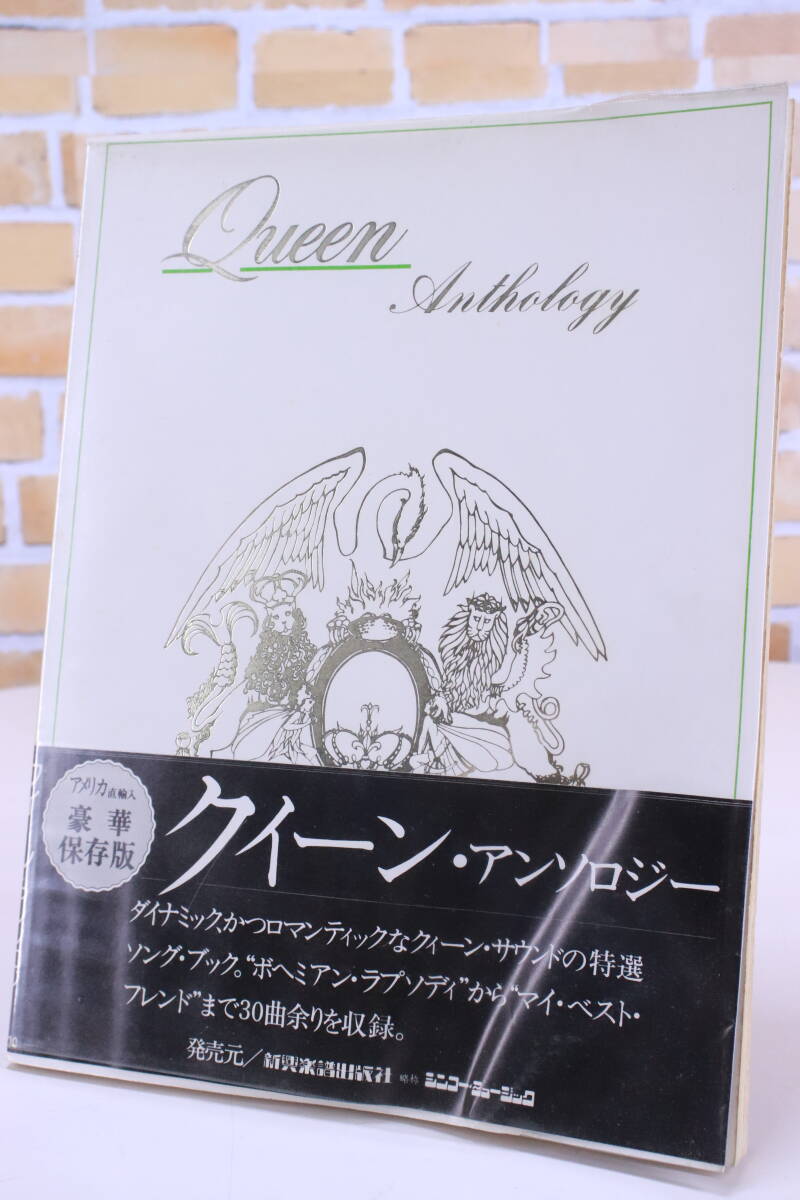 Queen
Anthology
アメリカ直輸入
豪華
保存版
クイーン・アンソロジー
ダイナミック、かつロマンティックなクィーン・サウンドの特選
ソング・ブック。“ボヘミアン・ラプソディ”から“マイ・ベスト・
フレンド”まで30曲余りを収録。
発売元／新興楽譜出版社 略称 シンコー・ミュージック